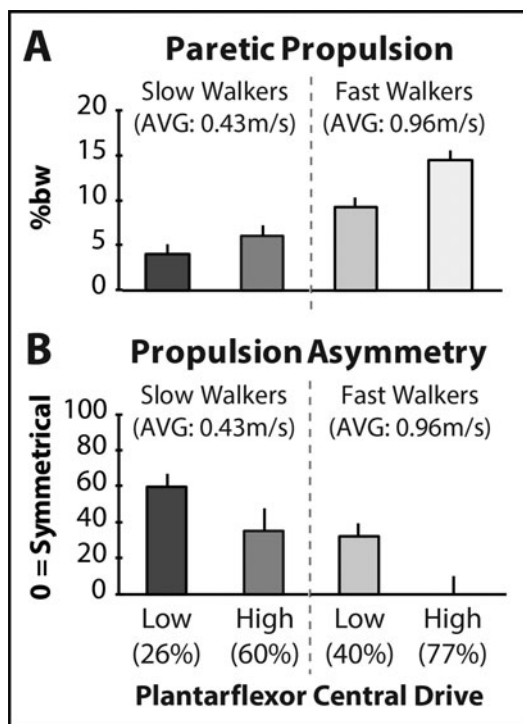 A Paretic Propulsion
Slow Walkers Fast Walkers
(AVG: 0.43m/s) (AVG: 0.96m/s)
20
15
10
5
0
%bw
B Propulsion Asymmetry
Slow Walkers Fast Walkers
(AVG: 0.43m/s) (AVG: 0.96m/s)
100
80
60
40
20
0
0 = Symmetrical
Low High Low High
(26%) (60%) (40%) (77%)
Plantarflexor Central Drive